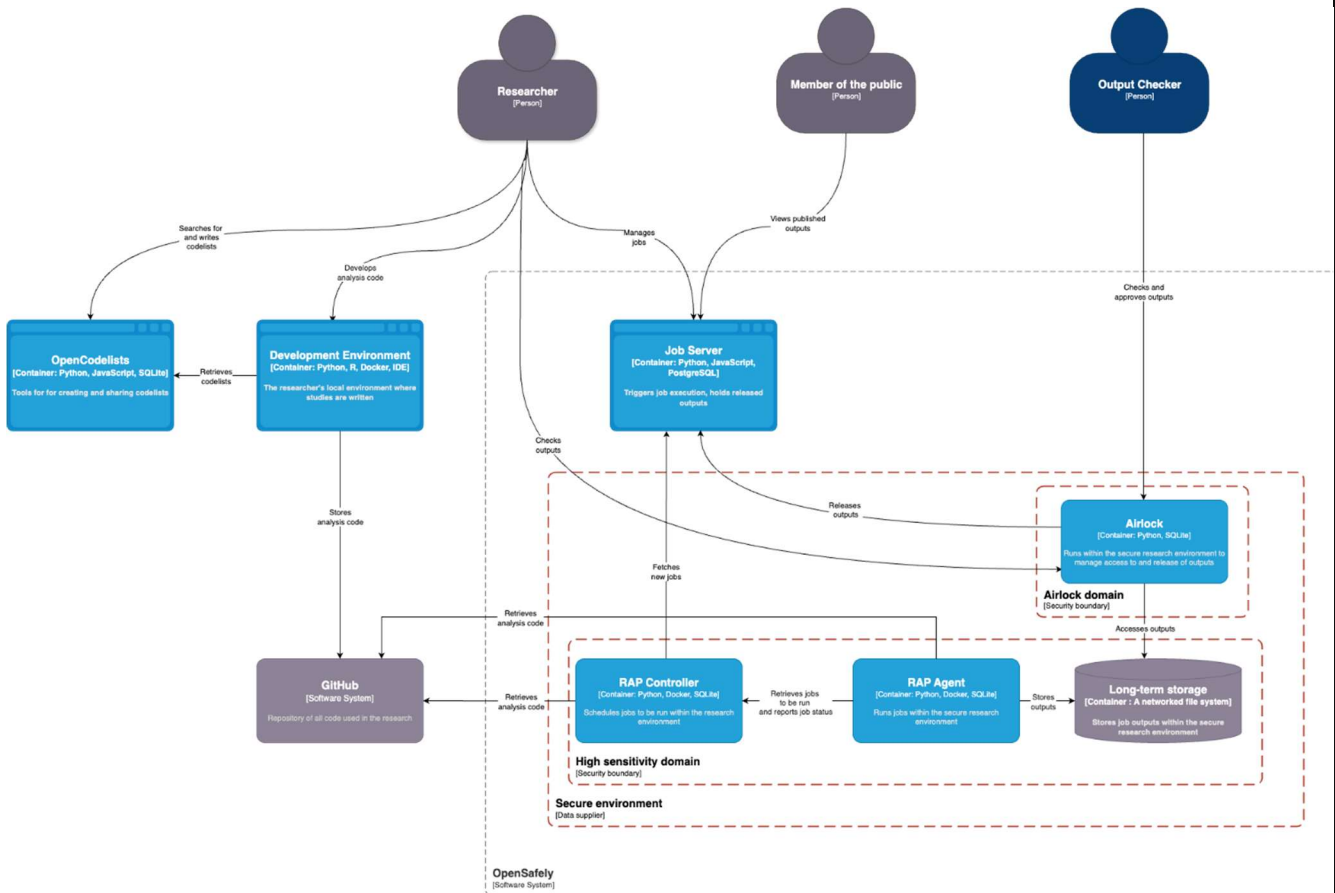 Researcher
[Person]
Member of the public
[Person]
Output Checker
[Person]
Searches for
and writes
codelists
Develops
analysis code
Manages
jobs
Views published
outputs
Checks and
approves outputs
OpenCodelists
[Container: Python, JavaScript, SQLite]
Tools for for creating and sharing codelists
Retrieves
codelists
Development Environment
[Container: Python, R, Docker, IDE]
The researcher's local environment where
studies are written
Job Server
[Container: Python, JavaScript,
PostgreSQL]
Triggers job execution, holds released
outputs
Checks
outputs
Stores
analysis code
Releases
outputs
Airlock
[Container: Python, SQLite]
Runs within the secure research environment to
manage access to and release of outputs
Airlock domain
[Security boundary]
Fetches
new jobs
Retrieves
analysis code
Accesses outputs
GitHub
[Software System]
Repository of all code used in the research
Retrieves
analysis code
RAP Controller
[Container: Python, Docker, SQLite]
Schedules jobs to be run within the research
environment
Retrieves jobs
to be run
and reports job status
RAP Agent
[Container: Python, Docker, SQLite]
Runs jobs within the secure research
environment
Stores
outputs
Long-term storage
[Container : A networked file system]
Stores job outputs within the secure
research environment
High sensitivity domain
[Security boundary]
Secure environment
[Data supplier]
OpenSafely
[Software System]